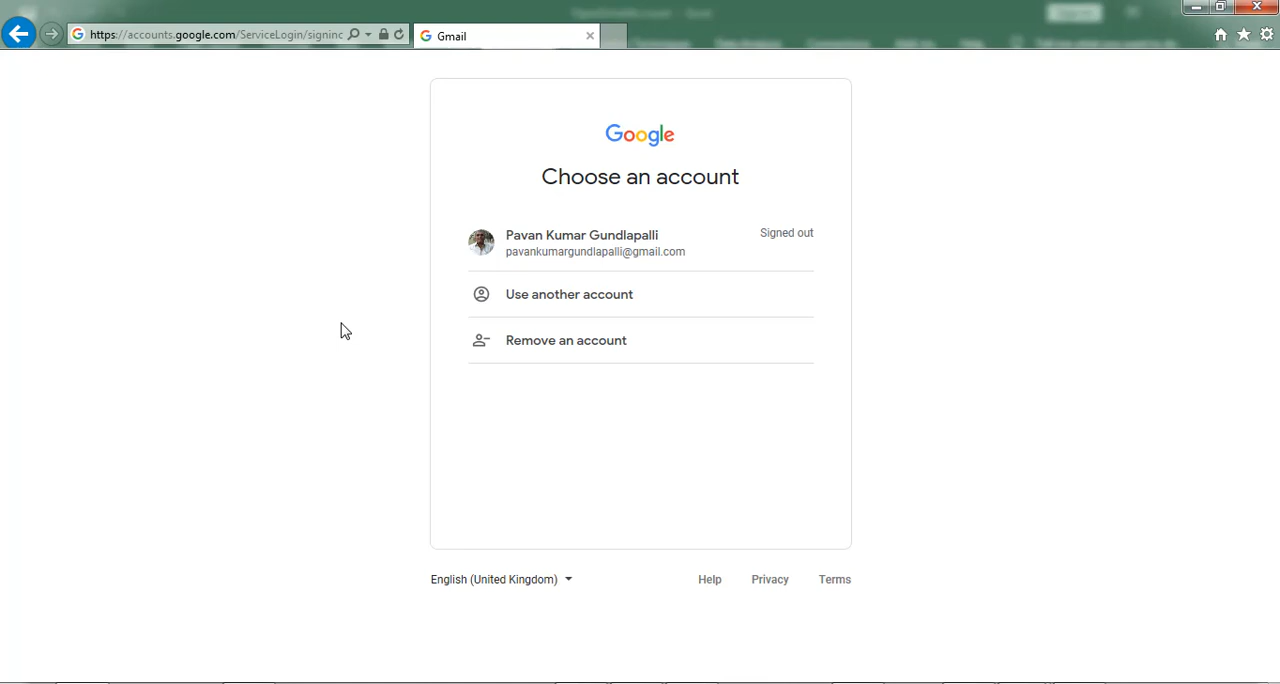 https://accounts.google.com/ServiceLogin/signinc
Gmail
Google
Choose an account
Pavan Kumar Gundlapalli
Signed out
pavankumargundlapalli@gmail.com
Use another account
Remove an account
English (United Kingdom)
Help
Privacy
Terms